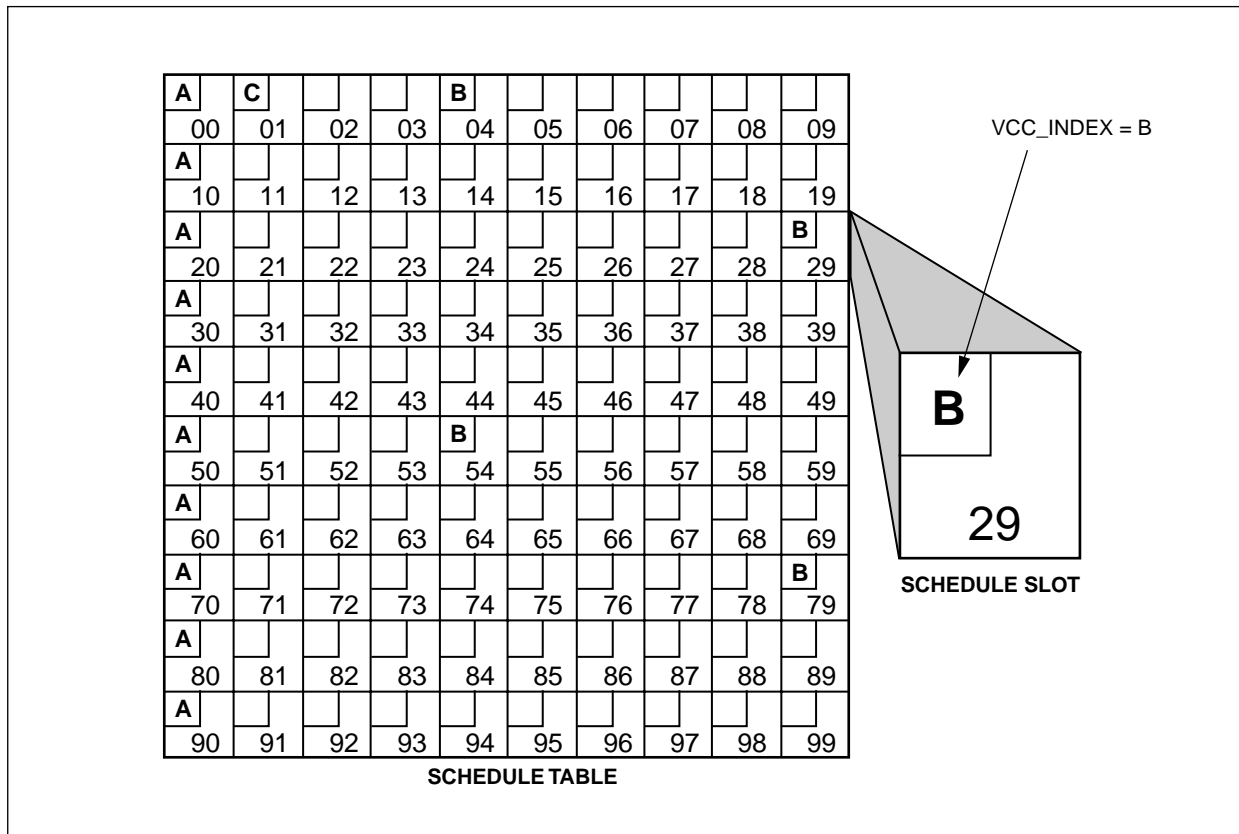 A C B
00 01 02 03 04 05 06 07 08 09
VCC_INDEX = B
A
10 11 12 13 14 15 16 17 18 19
A B
20 21 22 23 24 25 26 27 28 29
A
30 31 32 33 34 35 36 37 38 39
A
40 41 42 43 44 45 46 47 48 49
B
A B
50 51 52 53 54 55 56 57 58 59
29
A
60 61 62 63 64 65 66 67 68 69
A B
70 71 72 73 74 75 76 77 78 79
SCHEDULE SLOT
A
80 81 82 83 84 85 86 87 88 89
A
90 91 92 93 94 95 96 97 98 99
SCHEDULE TABLE